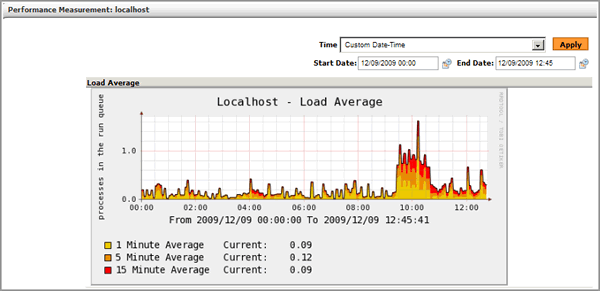 Performance Measurement: localhost
Time Custom Date-Time Apply
Start Date: 12/09/2009 00:00 End Date: 12/09/2009 12:45
Load Average
Localhost - Load Average
RRDTOOL / TOBI OETIKER
processes in the run queue
1.0
0.0
00:00 02:00 04:00 06:00 08:00 10:00 12:00
From 2009/12/09 00:00:00 To 2009/12/09 12:45:41
1 Minute Average Current: 0.09
5 Minute Average Current: 0.12
15 Minute Average Current: 0.09